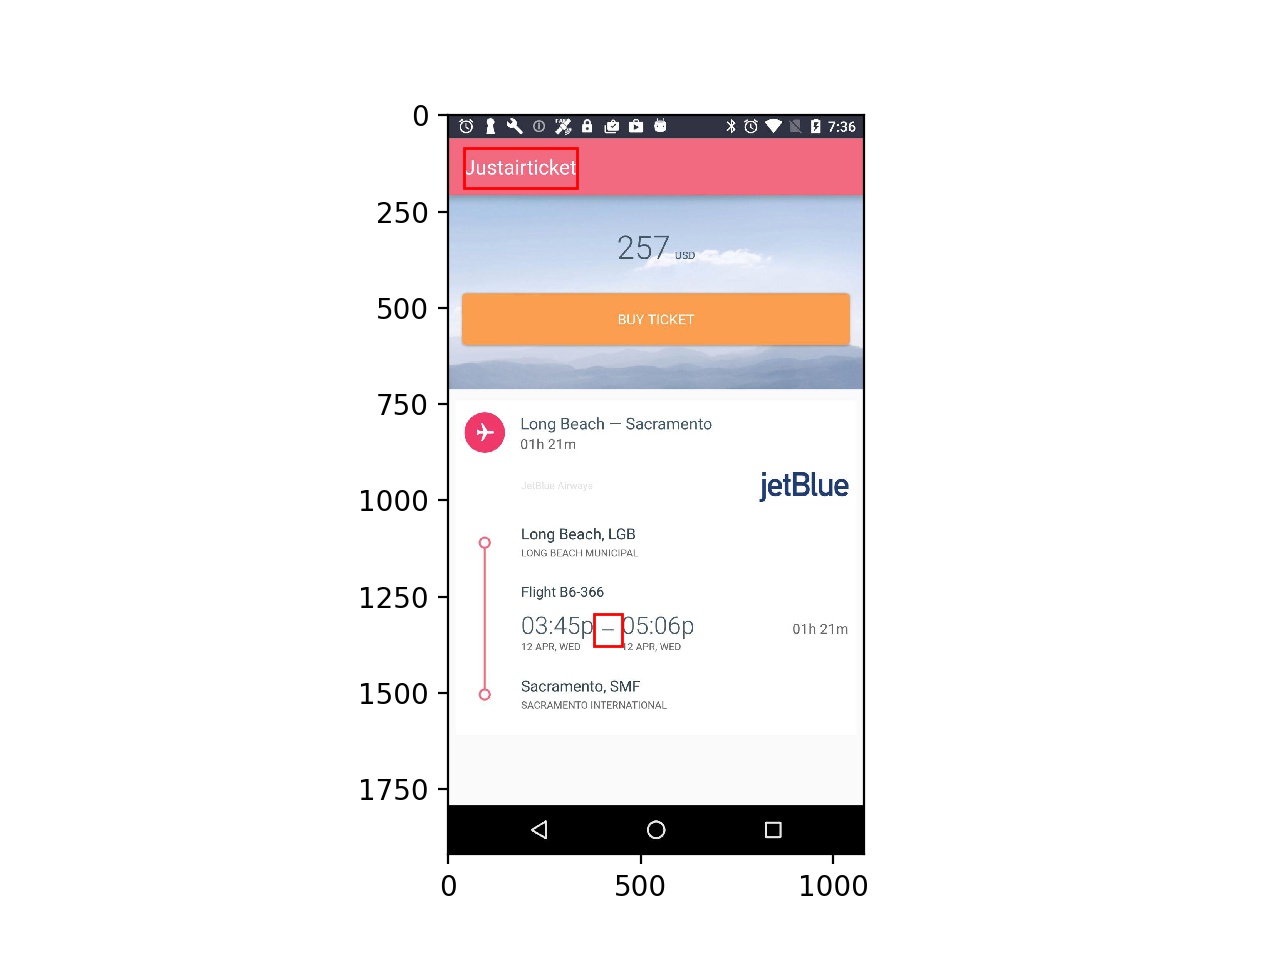 0
250
500
750
1000
1250
1500
1750
0
500
1000
7:36
Justairticket
257 USD
BUY TICKET
Long Beach — Sacramento
01h 21m
JetBlue Airways
jetBlue
Long Beach, LGB
LONG BEACH MUNICIPAL
Flight B6-366
03:45p — 05:06p
01h 21m
12 APR, WED
12 APR, WED
Sacramento, SMF
SACRAMENTO INTERNATIONAL